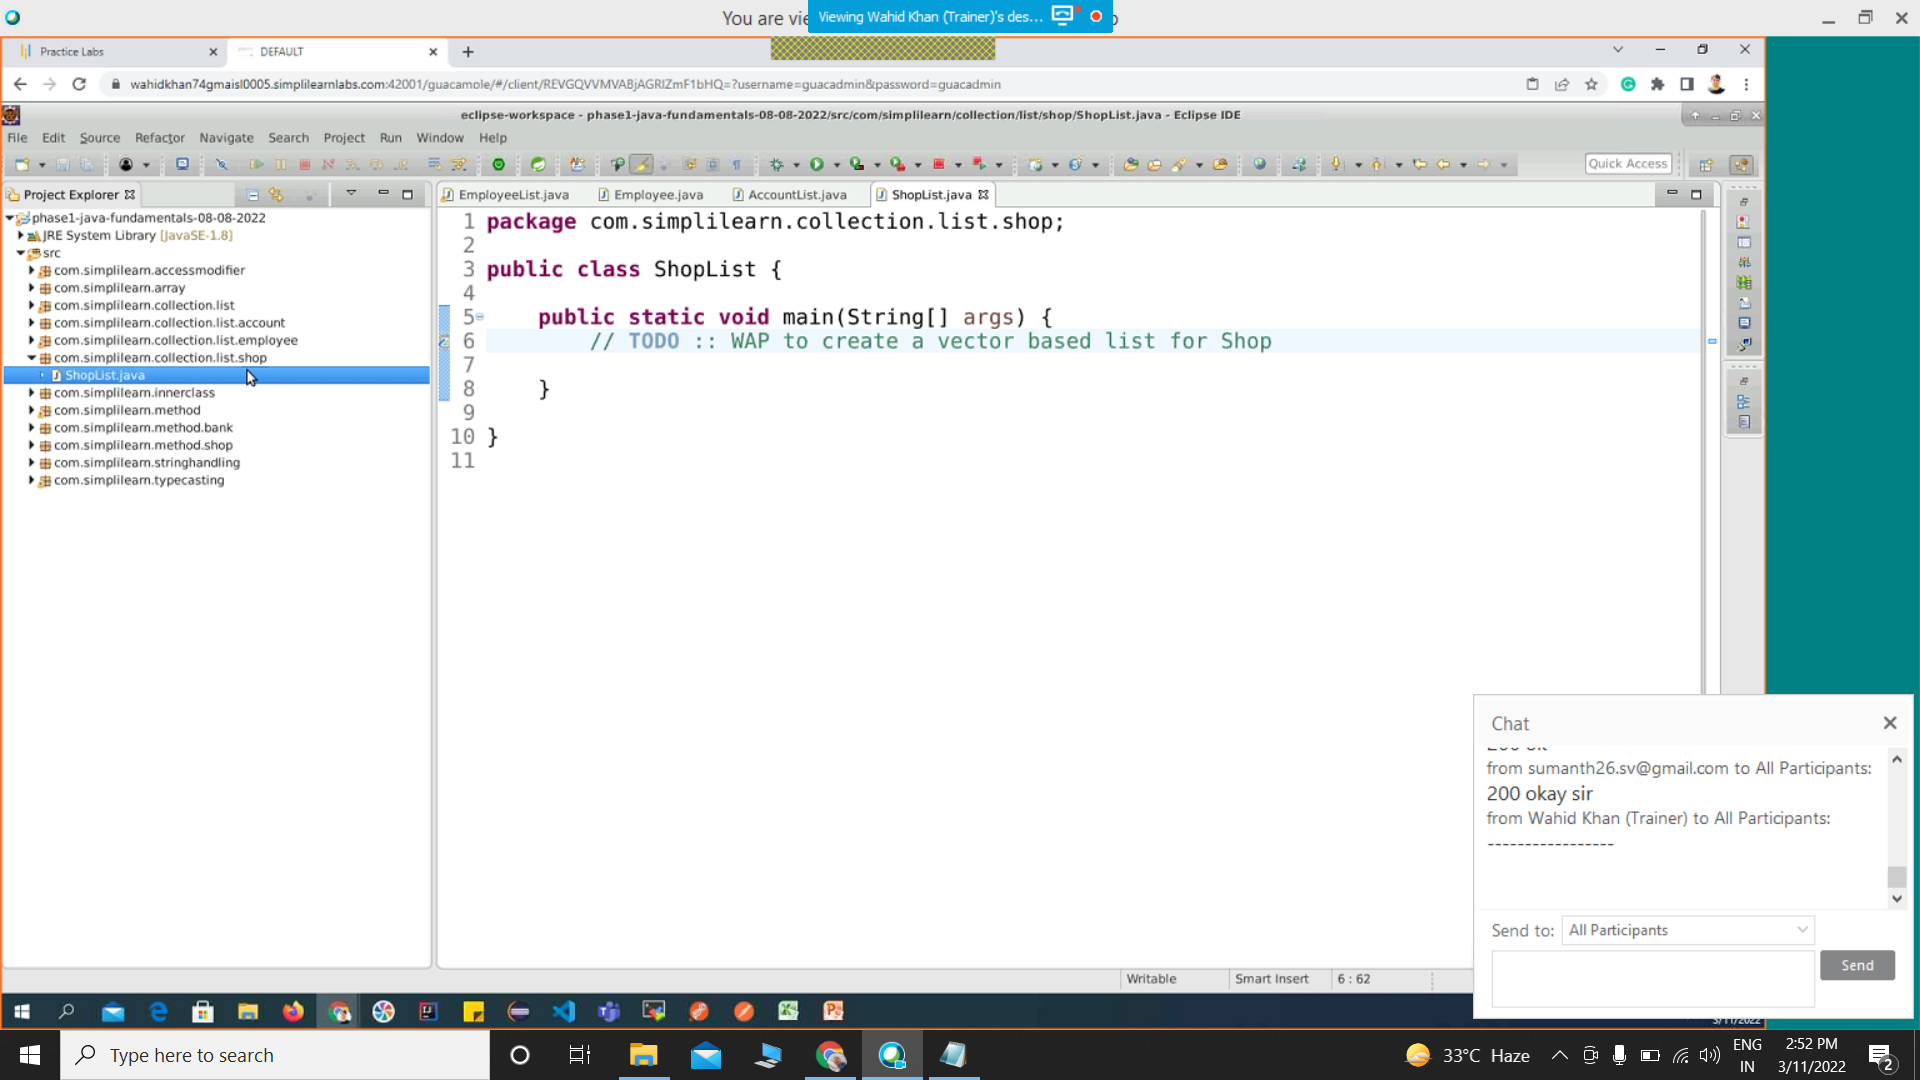 You are vie
Viewing Wahid Khan (Trainer)'s des...
Practice Labs
DEFAULT
wahidkhan74gmaisl0005.simplilearnlabs.com:42001/guacamole/#/client/REVGQVVMVABjAGRlZmF1bHQ=?username=guacadmin&password=guacadmin
eclipse-workspace - phase1-java-fundamentals-08-08-2022/src/com/simplilearn/collection/list/shop/ShopList.java - Eclipse IDE
File Edit Source Refactor Navigate Search Project Run Window Help
Quick Access
Project Explorer
EmployeeList.java
Employee.java
AccountList.java
ShopList.java
phase1-java-fundamentals-08-08-2022
JRE System Library [JavaSE-1.8]
src
com.simplilearn.accessmodifier
com.simplilearn.array
com.simplilearn.collection.list
com.simplilearn.collection.list.account
com.simplilearn.collection.list.employee
com.simplilearn.collection.list.shop
ShopList.java
com.simplilearn.innerclass
com.simplilearn.method
com.simplilearn.method.bank
com.simplilearn.method.shop
com.simplilearn.stringhandling
com.simplilearn.typecasting
1 package com.simplilearn.collection.list.shop;
2
3 public class ShopList {
4
5 public static void main(String[] args) {
6 // TODO :: WAP to create a vector based list for Shop
7
8 }
9
10 }
11
Writable
Smart Insert
6 : 62
Chat
from sumanth26.sv@gmail.com to All Participants:
200 okay sir
from Wahid Khan (Trainer) to All Participants:
-----------------
Send to: All Participants
Send
3/11/2022
Type here to search
33°C Haze
ENG
IN
2:52 PM
3/11/2022
2